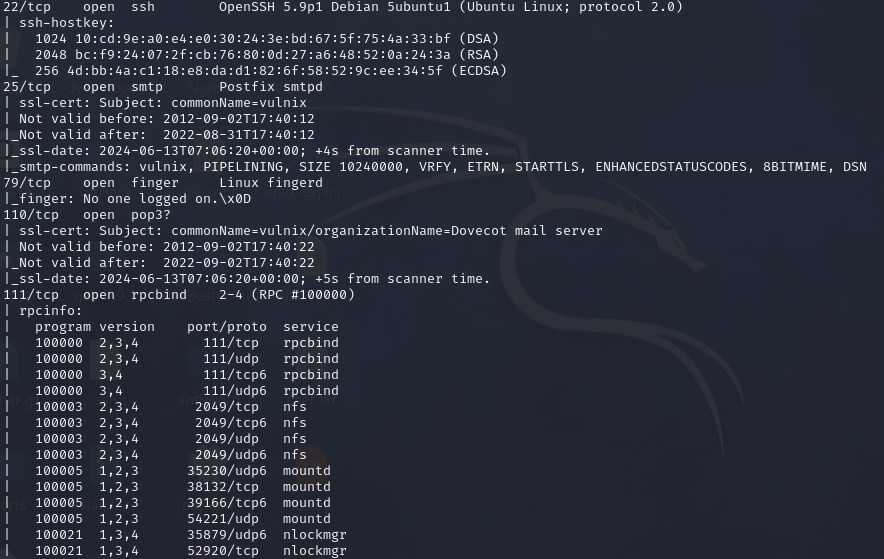 22/tcp    open  ssh        OpenSSH 5.9p1 Debian 5ubuntu1 (Ubuntu Linux; protocol 2.0)
| ssh-hostkey:
|   1024 10:cd:9e:a0:e4:e0:30:24:3e:bd:67:5f:75:4a:33:bf (DSA)
|   2048 bc:f9:24:07:2f:cb:76:80:0d:27:a6:48:52:0a:24:3a (RSA)
|_  256 4d:bb:4a:c1:18:e8:da:d1:82:6f:58:52:9c:ee:34:5f (ECDSA)
25/tcp    open  smtp       Postfix smtpd
| ssl-cert: Subject: commonName=vulnix
| Not valid before: 2012-09-02T17:40:12
|_Not valid after:  2022-08-31T17:40:12
|_ssl-date: 2024-06-13T07:06:20+00:00; +4s from scanner time.
|_smtp-commands: vulnix, PIPELINING, SIZE 10240000, VRFY, ETRN, STARTTLS, ENHANCEDSTATUSCODES, 8BITMIME, DSN
79/tcp    open  finger     Linux fingerd
|_finger: No one logged on.\x0D
110/tcp   open  pop3?
| ssl-cert: Subject: commonName=vulnix/organizationName=Dovecot mail server
| Not valid before: 2012-09-02T17:40:22
|_Not valid after:  2022-09-02T17:40:22
|_ssl-date: 2024-06-13T07:06:20+00:00; +5s from scanner time.
111/tcp   open  rpcbind    2-4 (RPC #100000)
| rpcinfo:
|   program version    port/proto  service
|   100000  2,3,4        111/tcp   rpcbind
|   100000  2,3,4        111/udp   rpcbind
|   100000  3,4          111/tcp6  rpcbind
|   100000  3,4          111/udp6  rpcbind
|   100003  2,3,4       2049/tcp   nfs
|   100003  2,3,4       2049/tcp6  nfs
|   100003  2,3,4       2049/udp   nfs
|   100003  2,3,4       2049/udp6  nfs
|   100005  1,2,3      35230/udp6  mountd
|   100005  1,2,3      38132/tcp   mountd
|   100005  1,2,3      39166/tcp6  mountd
|   100005  1,2,3      54221/udp   mountd
|   100021  1,3,4      35879/udp6  nlockmgr
|   100021  1,3,4      52920/tcp   nlockmgr